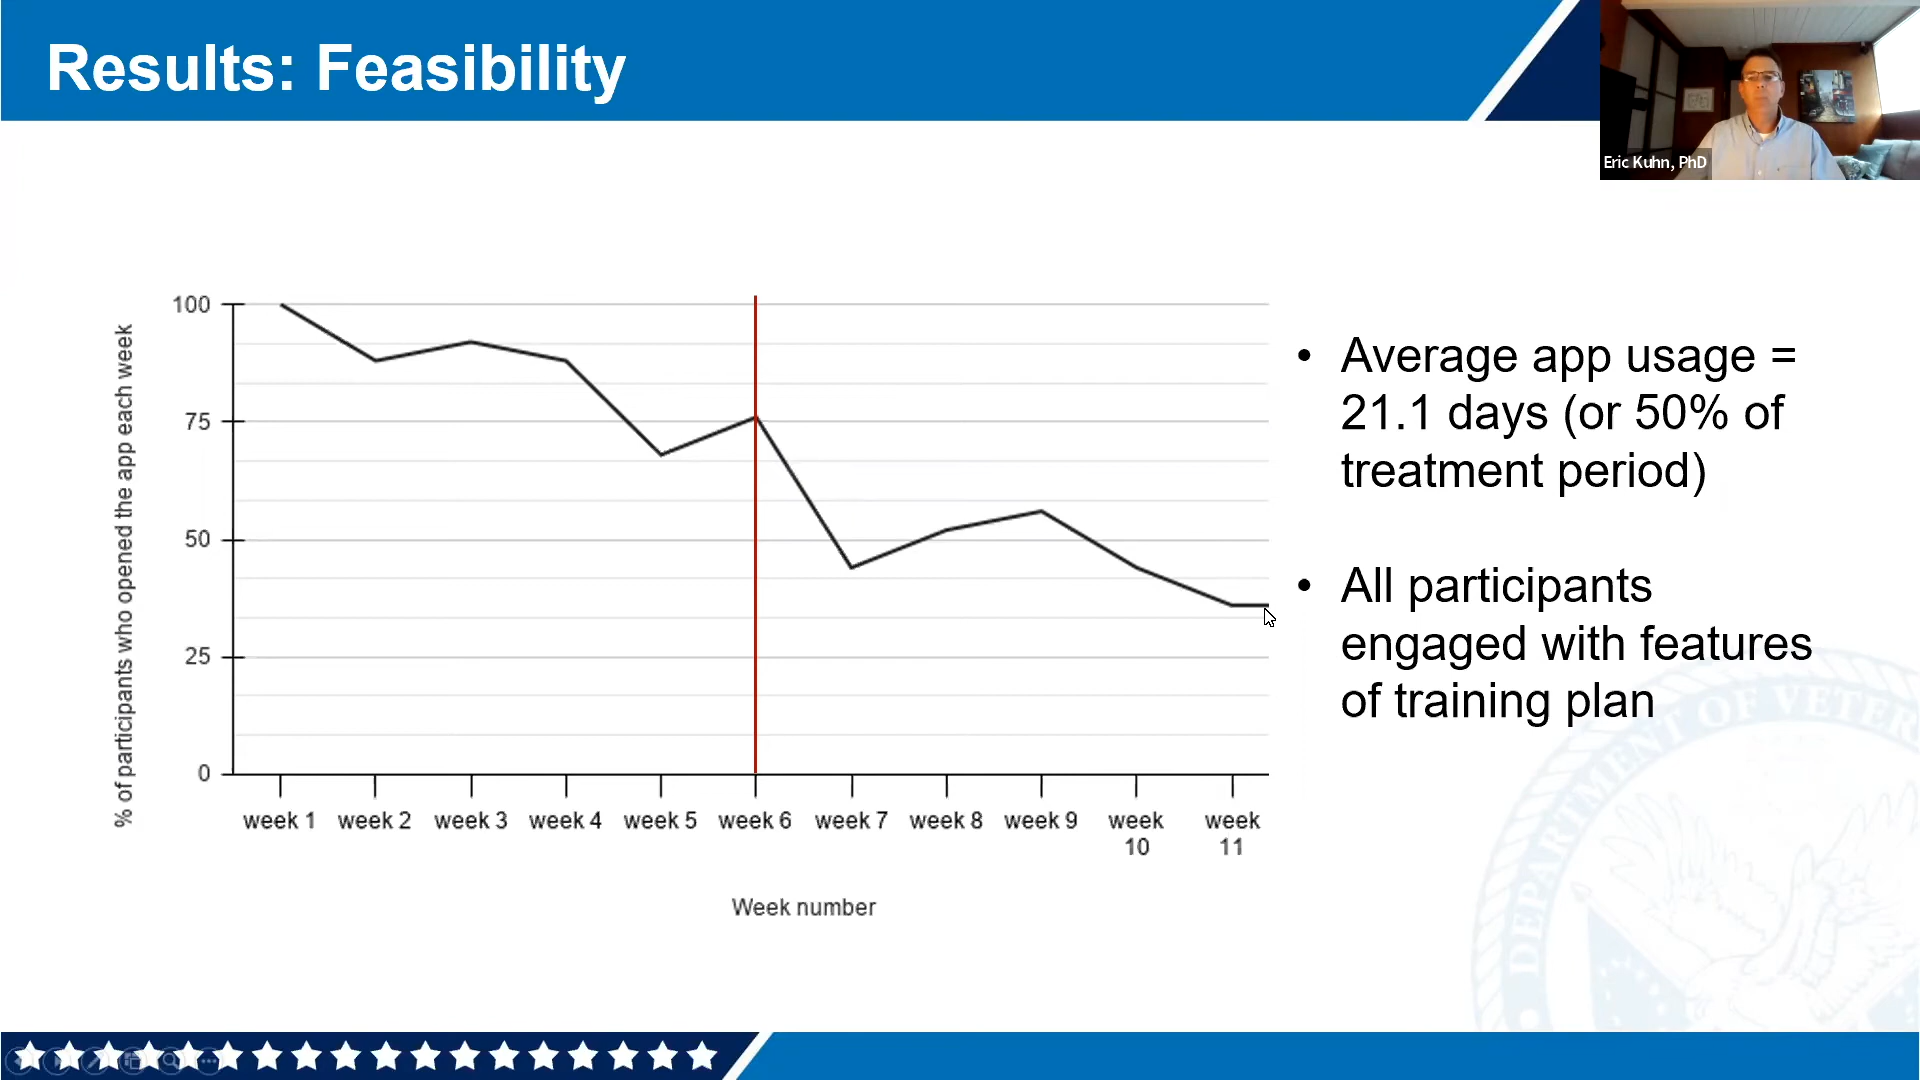 Results: Feasibility
Eric Kuhn, PhD
% of participants who opened the app each week
100
75
50
25
0
week 1 week 2 week 3 week 4 week 5 week 6 week 7 week 8 week 9 week 10 week 11
Week number
• Average app usage =
21.1 days (or 50% of
treatment period)
• All participants
engaged with features
of training plan
DEPARTMENT OF VETER